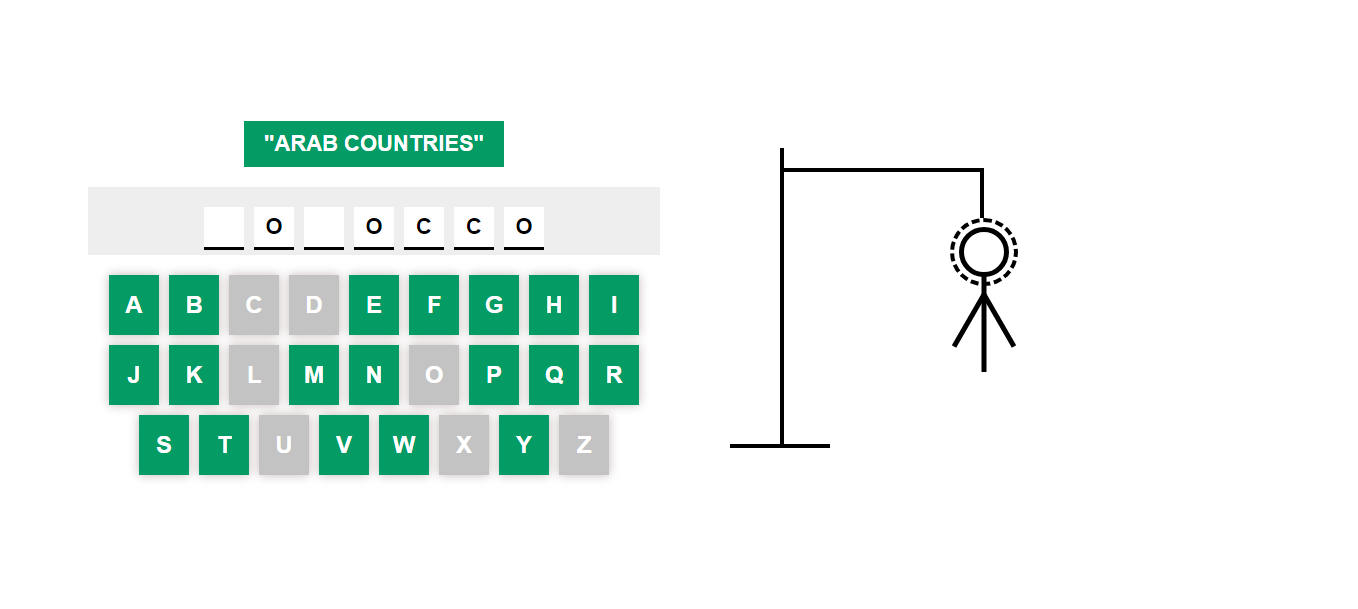 "ARAB COUNTRIES"
O O C C O
A B C D E F G H I
J K L M N O P Q R
S T U V W X Y Z